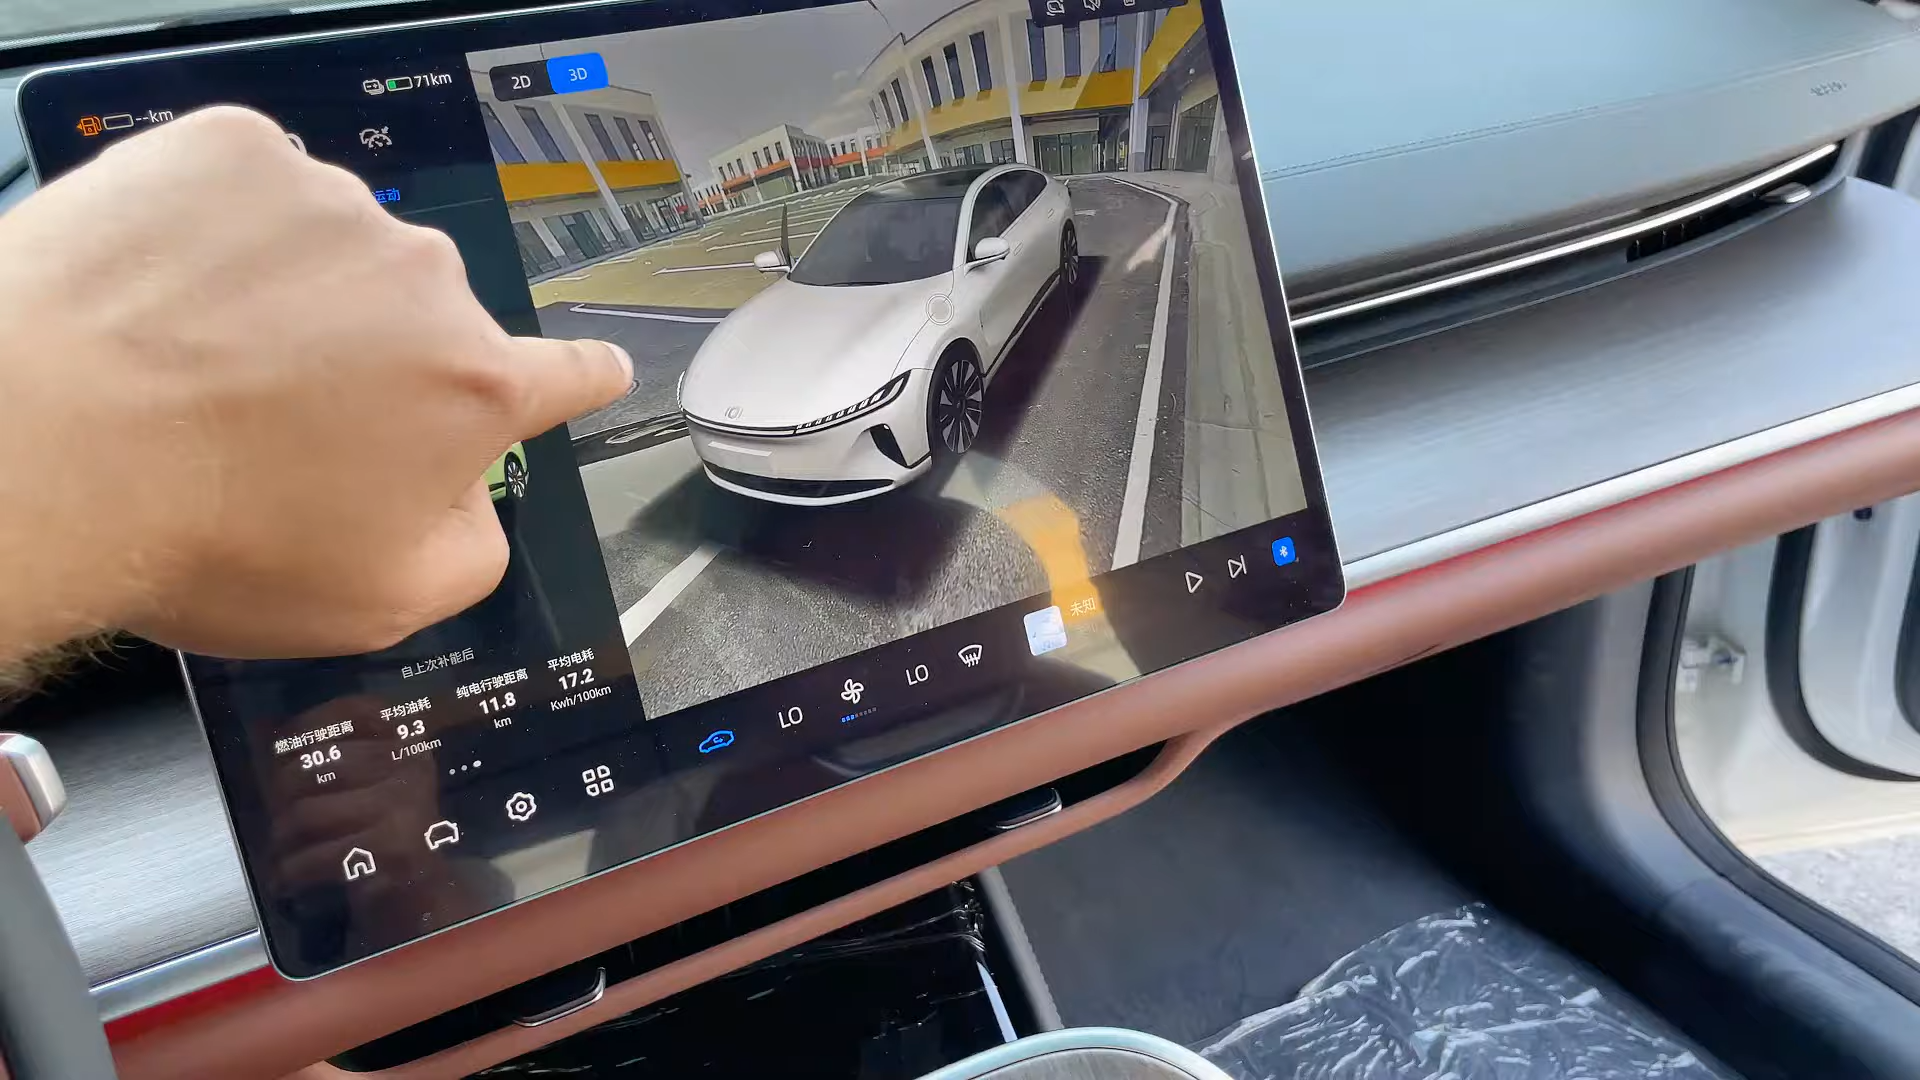 71km
--km
2D
3D
运动
自上次补能后
燃油行驶距离
30.6
km
平均油耗
9.3
L/100km
纯电行驶距离
11.8
km
平均电耗
17.2
Kwh/100km
LO
LO
未知